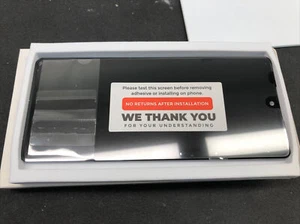 Please test this screen before removing
adhesive or installing on phone.
NO RETURNS AFTER INSTALLATION
WE THANK YOU
FOR YOUR UNDERSTANDING